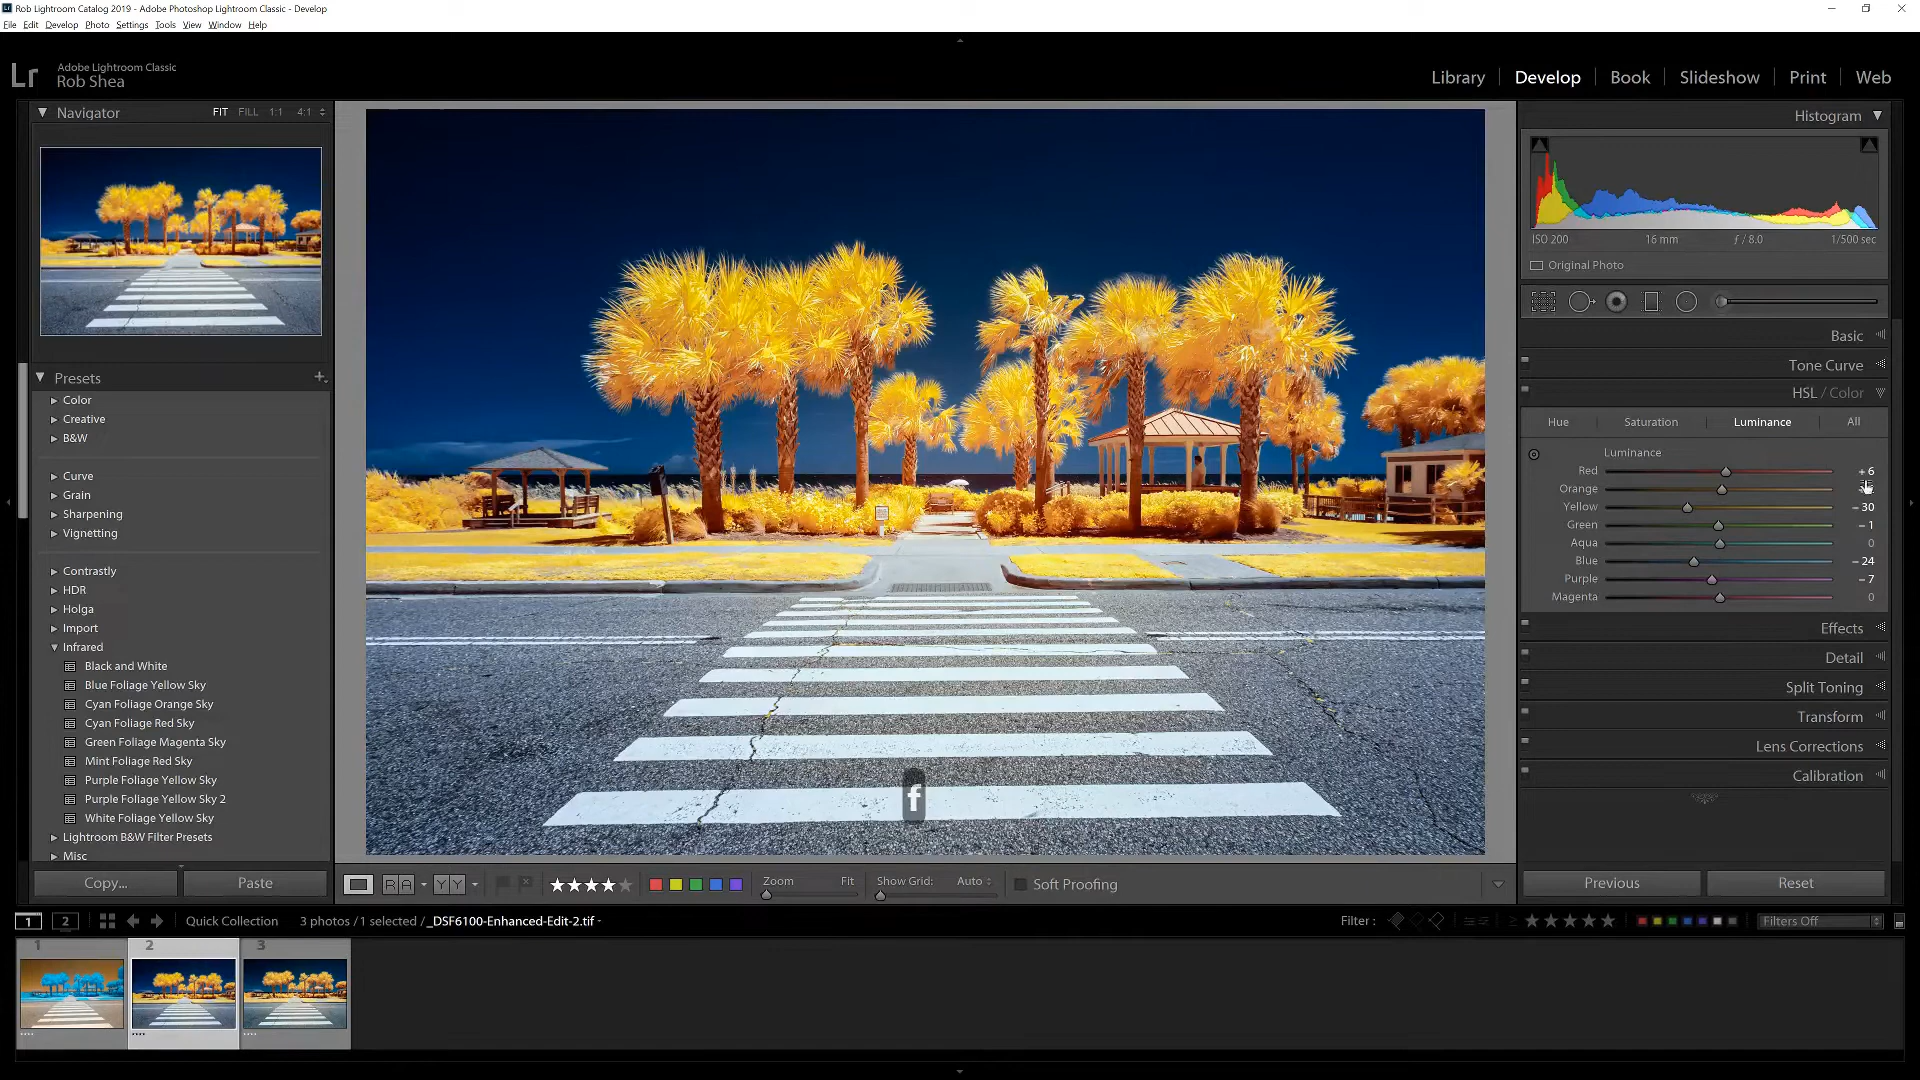 Rob Lightroom Catalog 2019 - Adobe Photoshop Lightroom Classic - Develop
File Edit Develop Photo Settings Tools View Window Help
Lr
Adobe Lightroom Classic
Rob Shea
Library | Develop | Book | Slideshow | Print | Web
Navigator FIT FILL 1:1 4:1
Histogram
ISO 200 16 mm ƒ / 8.0 1/500 sec
Original Photo
Basic
Tone Curve
HSL / Color
Hue Saturation Luminance All
Luminance
Red + 6
Orange
Yellow - 30
Green - 1
Aqua 0
Blue - 24
Purple - 7
Magenta 0
Effects
Detail
Split Toning
Transform
Lens Corrections
Calibration
Previous Reset
Presets +
Color
Creative
B&W
Curve
Grain
Sharpening
Vignetting
Contrastly
HDR
Holga
Import
Infrared
Black and White
Blue Foliage Yellow Sky
Cyan Foliage Orange Sky
Cyan Foliage Red Sky
Green Foliage Magenta Sky
Mint Foliage Red Sky
Purple Foliage Yellow Sky
Purple Foliage Yellow Sky 2
White Foliage Yellow Sky
Lightroom B&W Filter Presets
Misc
Copy... Paste
f
R A Y Y Zoom Fit Show Grid: Auto Soft Proofing
1 2 Quick Collection 3 photos / 1 selected / _DSF6100-Enhanced-Edit-2.tif
Filter : Filters Off
1 2 3